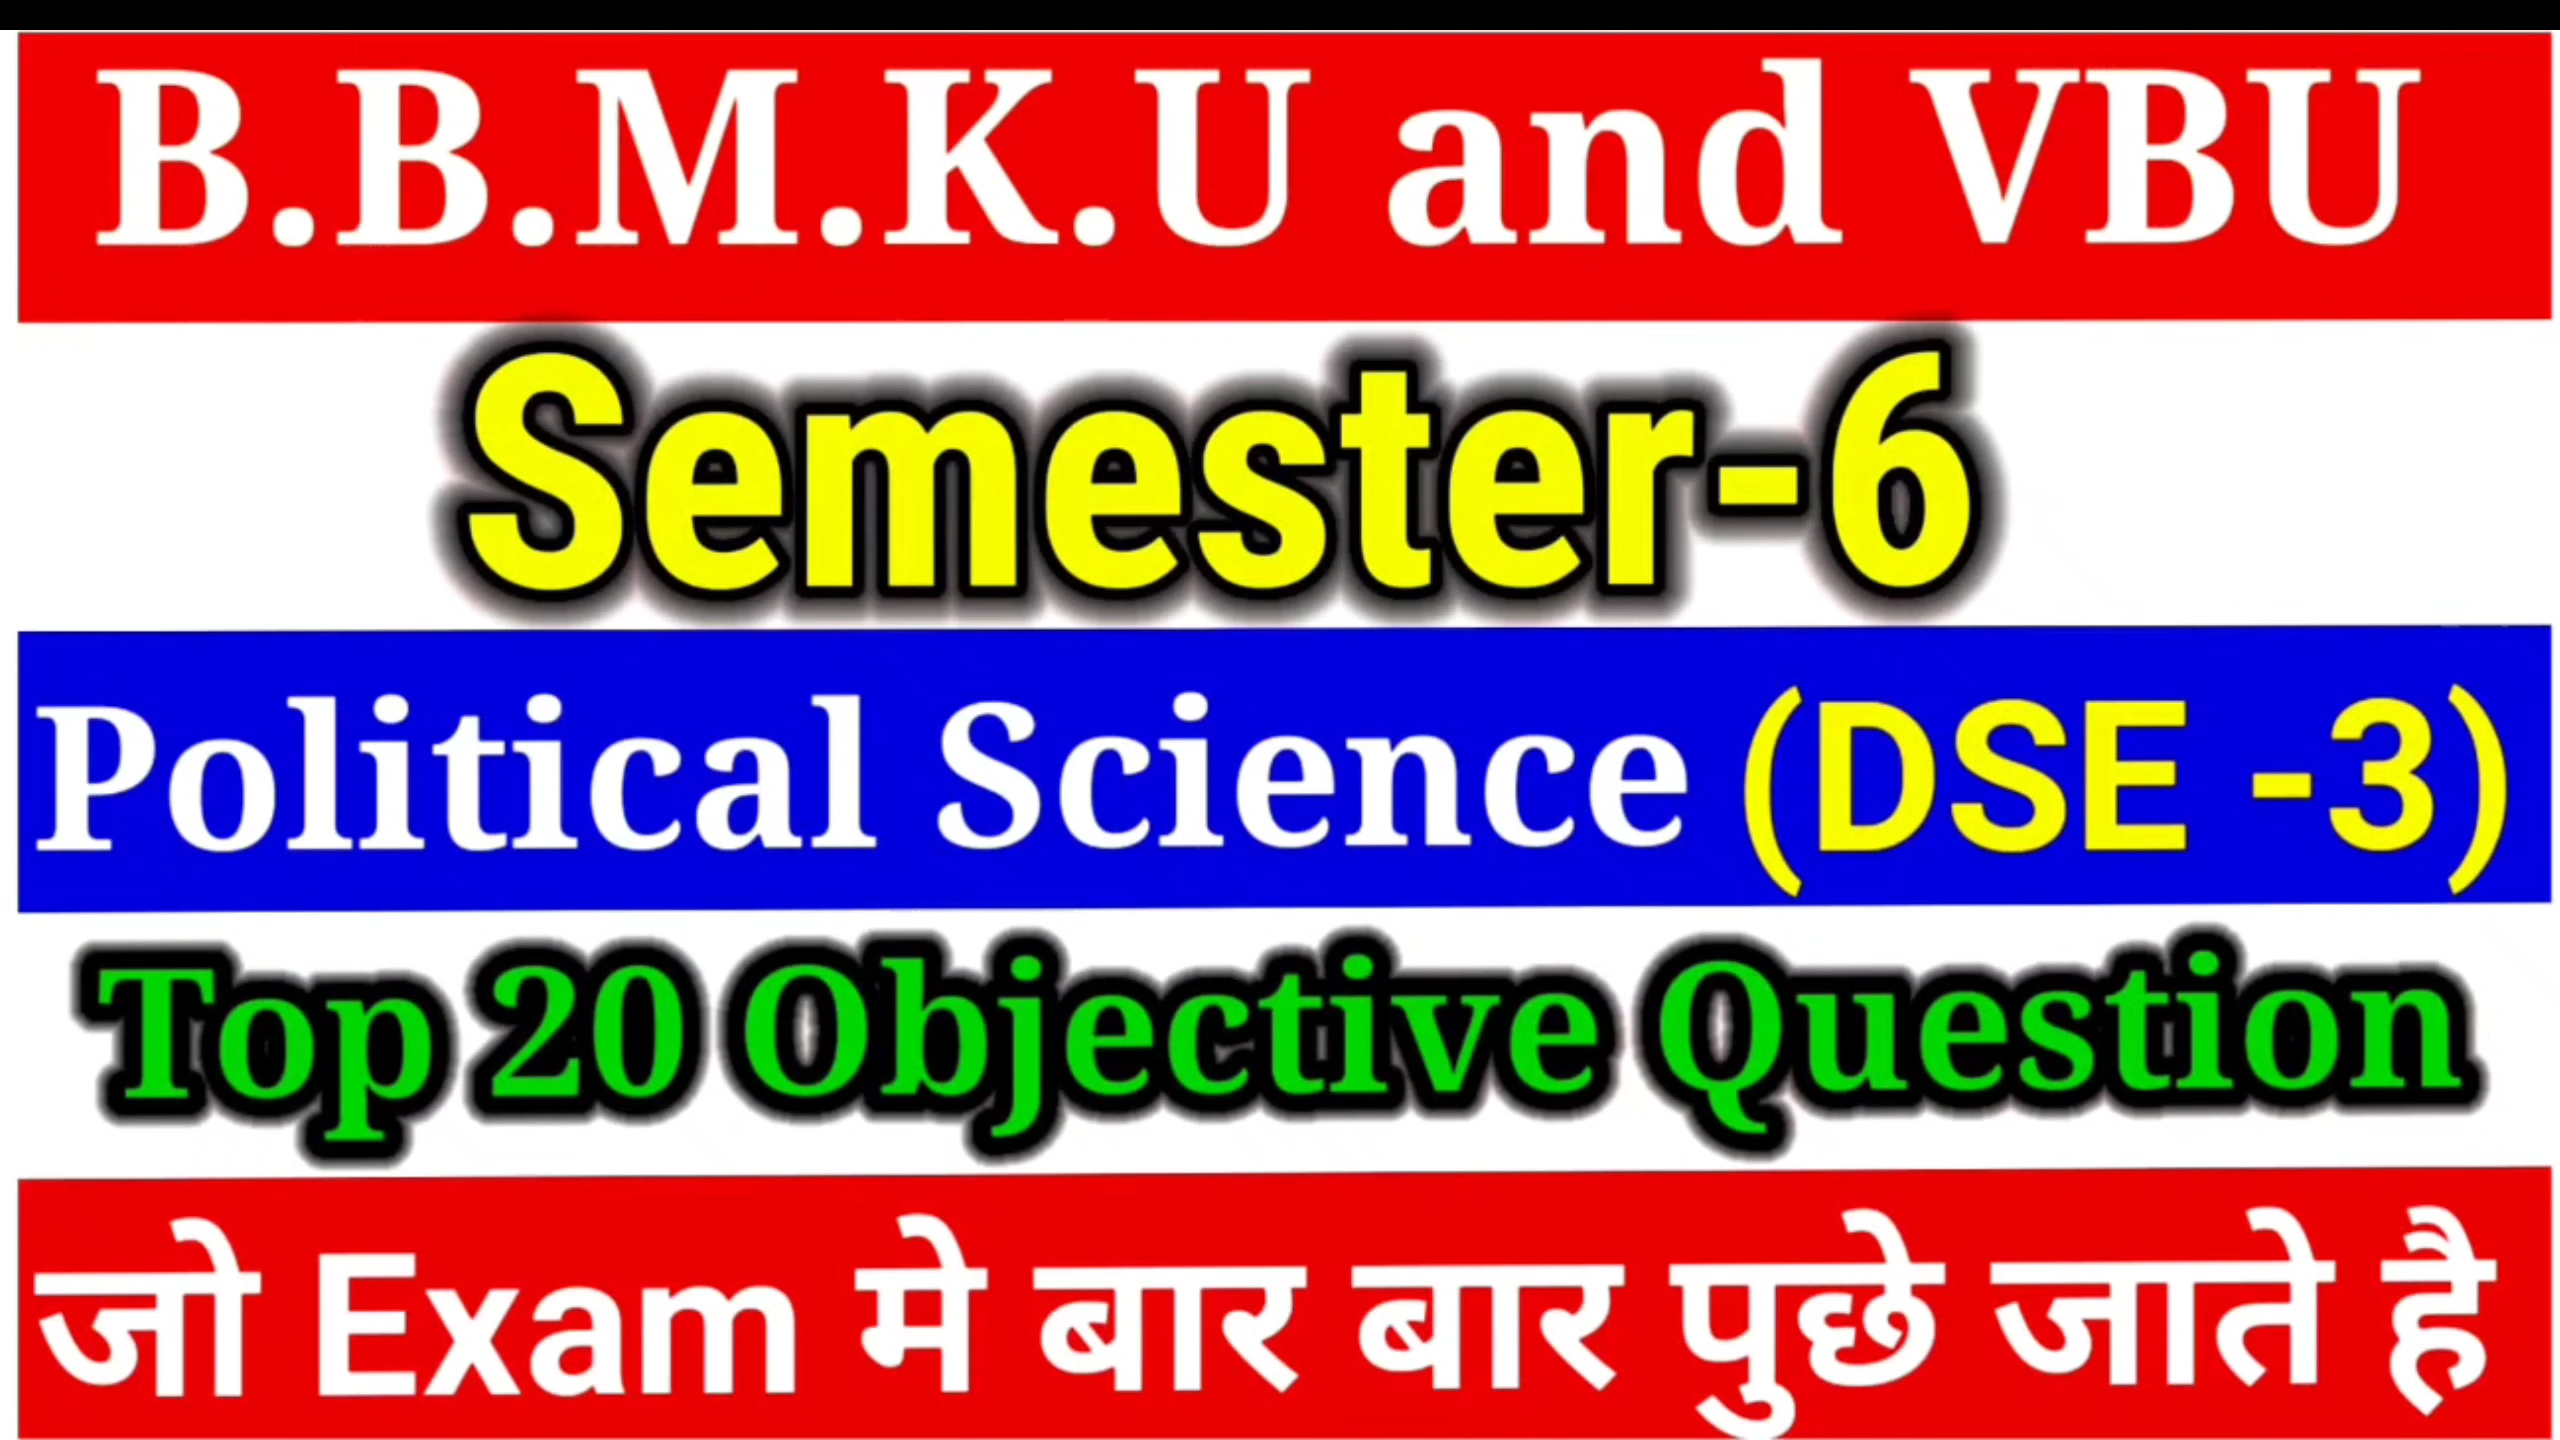 B.B.M.K.U and VBU
Semester-6
Political Science (DSE -3)
Top 20 Objective Question
जो Exam मे बार बार पुछे जाते है